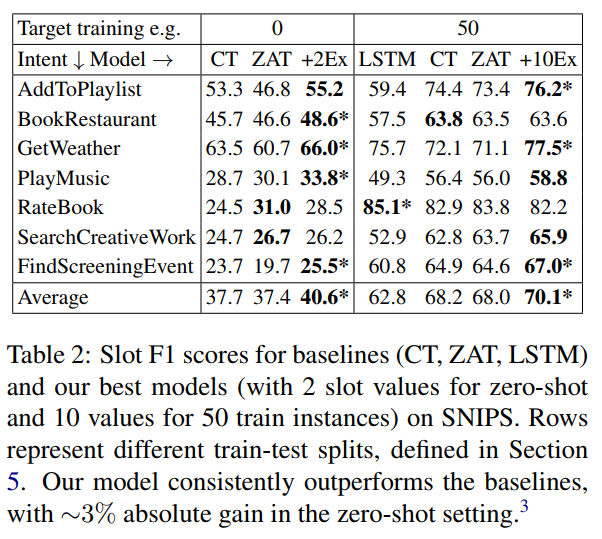 Target training e.g. 0 50
Intent ↓ Model → CT ZAT +2Ex LSTM CT ZAT +10Ex
AddToPlaylist 53.3 46.8 55.2 59.4 74.4 73.4 76.2*
BookRestaurant 45.7 46.6 48.6* 57.5 63.8 63.5 63.6
GetWeather 63.5 60.7 66.0* 75.7 72.1 71.1 77.5*
PlayMusic 28.7 30.1 33.8* 49.3 56.4 56.0 58.8
RateBook 24.5 31.0 28.5 85.1* 82.9 83.8 82.2
SearchCreativeWork 24.7 26.7 26.2 52.9 62.8 63.7 65.9
FindScreeningEvent 23.7 19.7 25.5* 60.8 64.9 64.6 67.0*
Average 37.7 37.4 40.6* 62.8 68.2 68.0 70.1*
Table 2: Slot F1 scores for baselines (CT, ZAT, LSTM)
and our best models (with 2 slot values for zero-shot
and 10 values for 50 train instances) on SNIPS. Rows
represent different train-test splits, defined in Section
5. Our model consistently outperforms the baselines,
with ∼3% absolute gain in the zero-shot setting.3